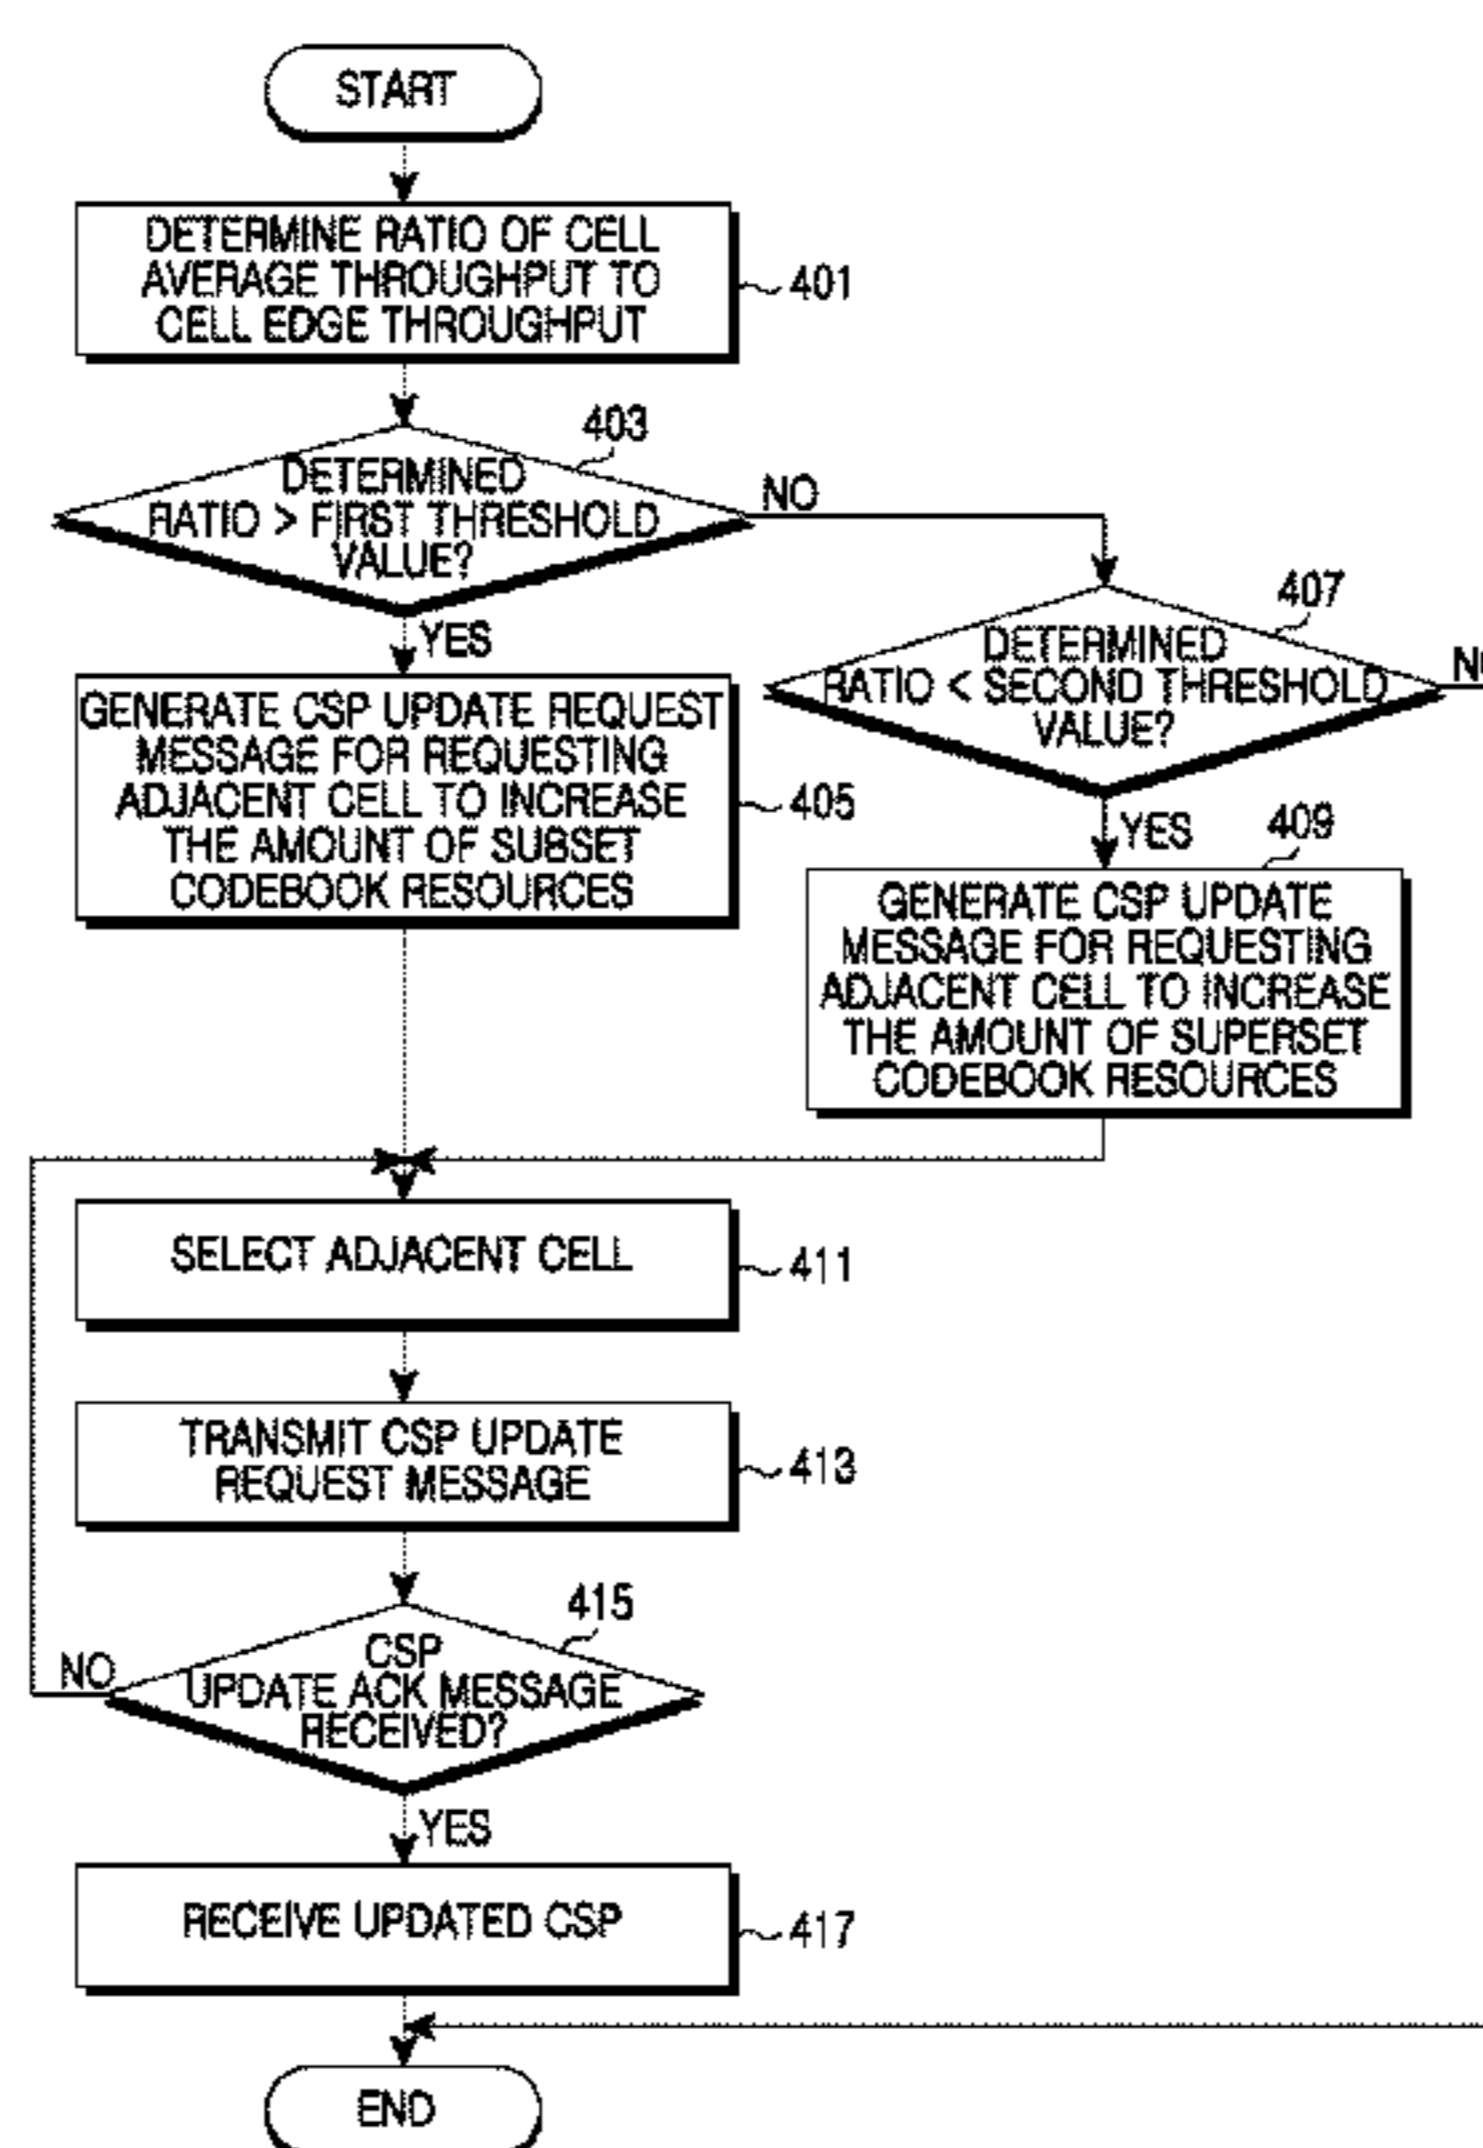 START
DETERMINE RATIO OF CELL
AVERAGE THROUGHPUT TO
CELL EDGE THROUGHPUT
401
403
DETERMINED
RATIO > FIRST THRESHOLD
VALUE?
NO
YES
407
DETERMINED
RATIO < SECOND THRESHOLD
VALUE?
YES
GENERATE CSP UPDATE REQUEST
MESSAGE FOR REQUESTING
ADJACENT CELL TO INCREASE
THE AMOUNT OF SUBSET
CODEBOOK RESOURCES
405
409
GENERATE CSP UPDATE
MESSAGE FOR REQUESTING
ADJACENT CELL TO INCREASE
THE AMOUNT OF SUPERSET
CODEBOOK RESOURCES
SELECT ADJACENT CELL
411
TRANSMIT CSP UPDATE
REQUEST MESSAGE
413
415
CSP
UPDATE ACK MESSAGE
RECEIVED?
NO
YES
RECEIVE UPDATED CSP
417
END